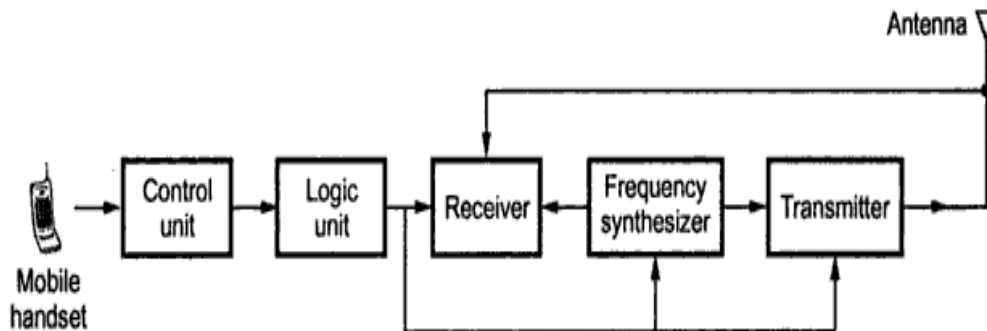 Antenna
Control
unit
Logic
unit
Receiver
Frequency
synthesizer
Transmitter
Mobile
handset